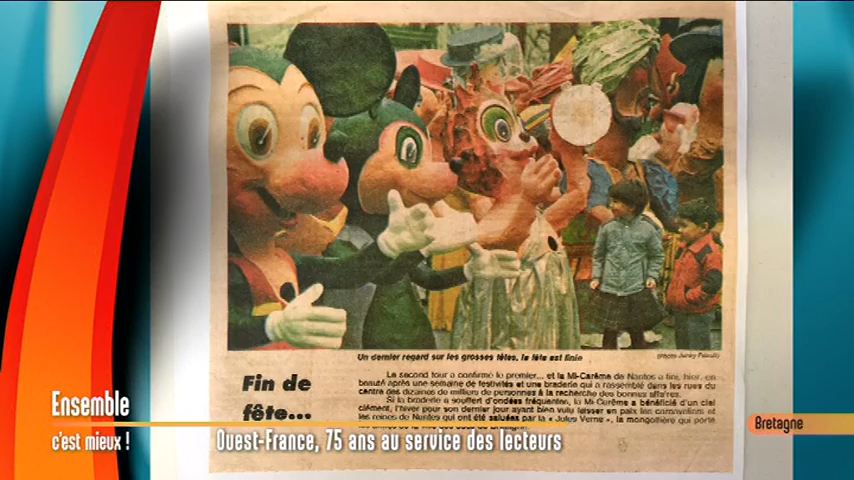 Un dernier regard sur les grosses têtes, la fête est finie
Fin de
fête...
Le second tour a confirmé le premier... et la Mi-Carême de Nantes a fini, hier, en
beauté après une semaine de festivités et une braderie qui a rassemblé dans les rues du
centre des dizaines de milliers de personnes à la recherche des bonnes affaires.
Si la braderie a souffert d'ondées fréquentes, la Mi-Carême a bénéficié d'un ciel
clément, l'hiver pour son dernier jour ayant bien voulu laisser en paix les carnavaliers et
les reines de Nantes qui ont été saluées par la « Jules Verne », la mongolfière qui porte
Ensemble
c'est mieux !
Ouest-France, 75 ans au service des lecteurs
Bretagne